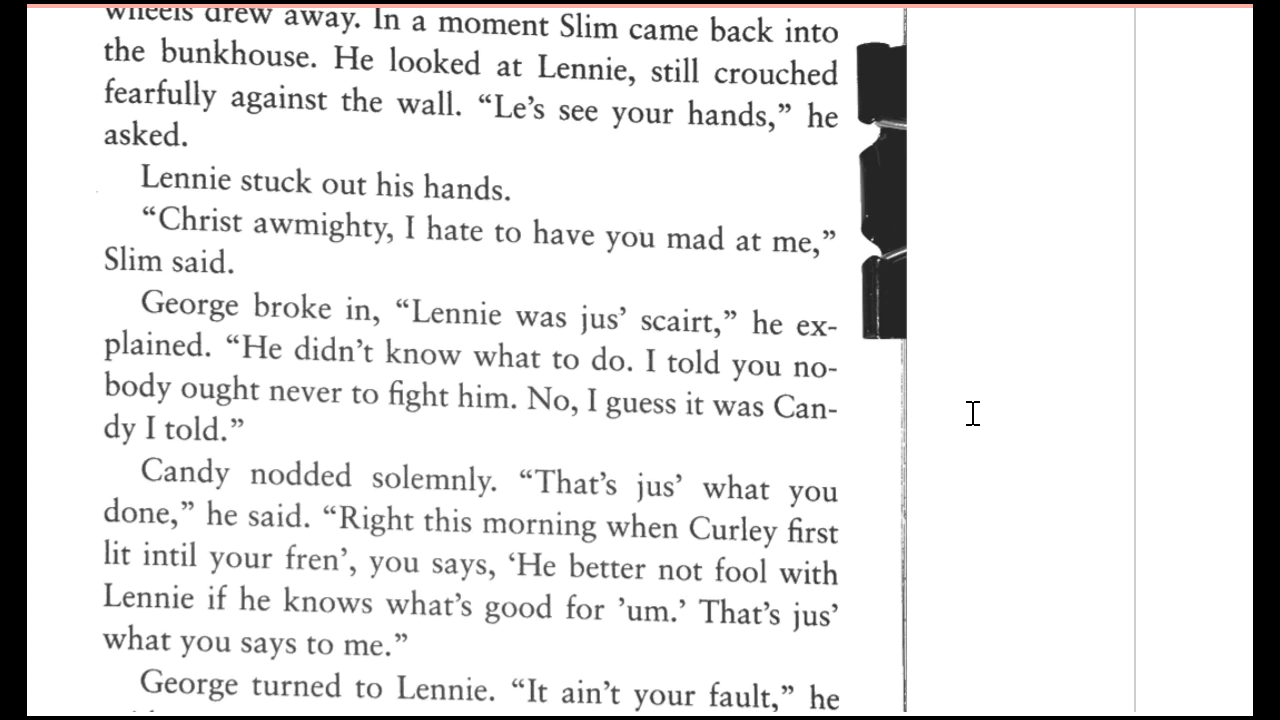 wheels drew away. In a moment Slim came back into
the bunkhouse. He looked at Lennie, still crouched
fearfully against the wall. “Le’s see your hands,” he
asked.
Lennie stuck out his hands.
“Christ awmighty, I hate to have you mad at me,”
Slim said.
George broke in, “Lennie was jus’ scairt,” he ex-
plained. “He didn’t know what to do. I told you no-
body ought never to fight him. No, I guess it was Can-
dy I told.”
Candy nodded solemnly. “That’s jus’ what you
done,” he said. “Right this morning when Curley first
lit intil your fren’, you says, ‘He better not fool with
Lennie if he knows what’s good for ’um.’ That’s jus’
what you says to me.”
George turned to Lennie. “It ain’t your fault,” he